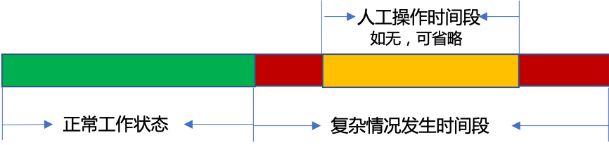 人工操作时间段
如无，可省略
正常工作状态
复杂情况发生时间段